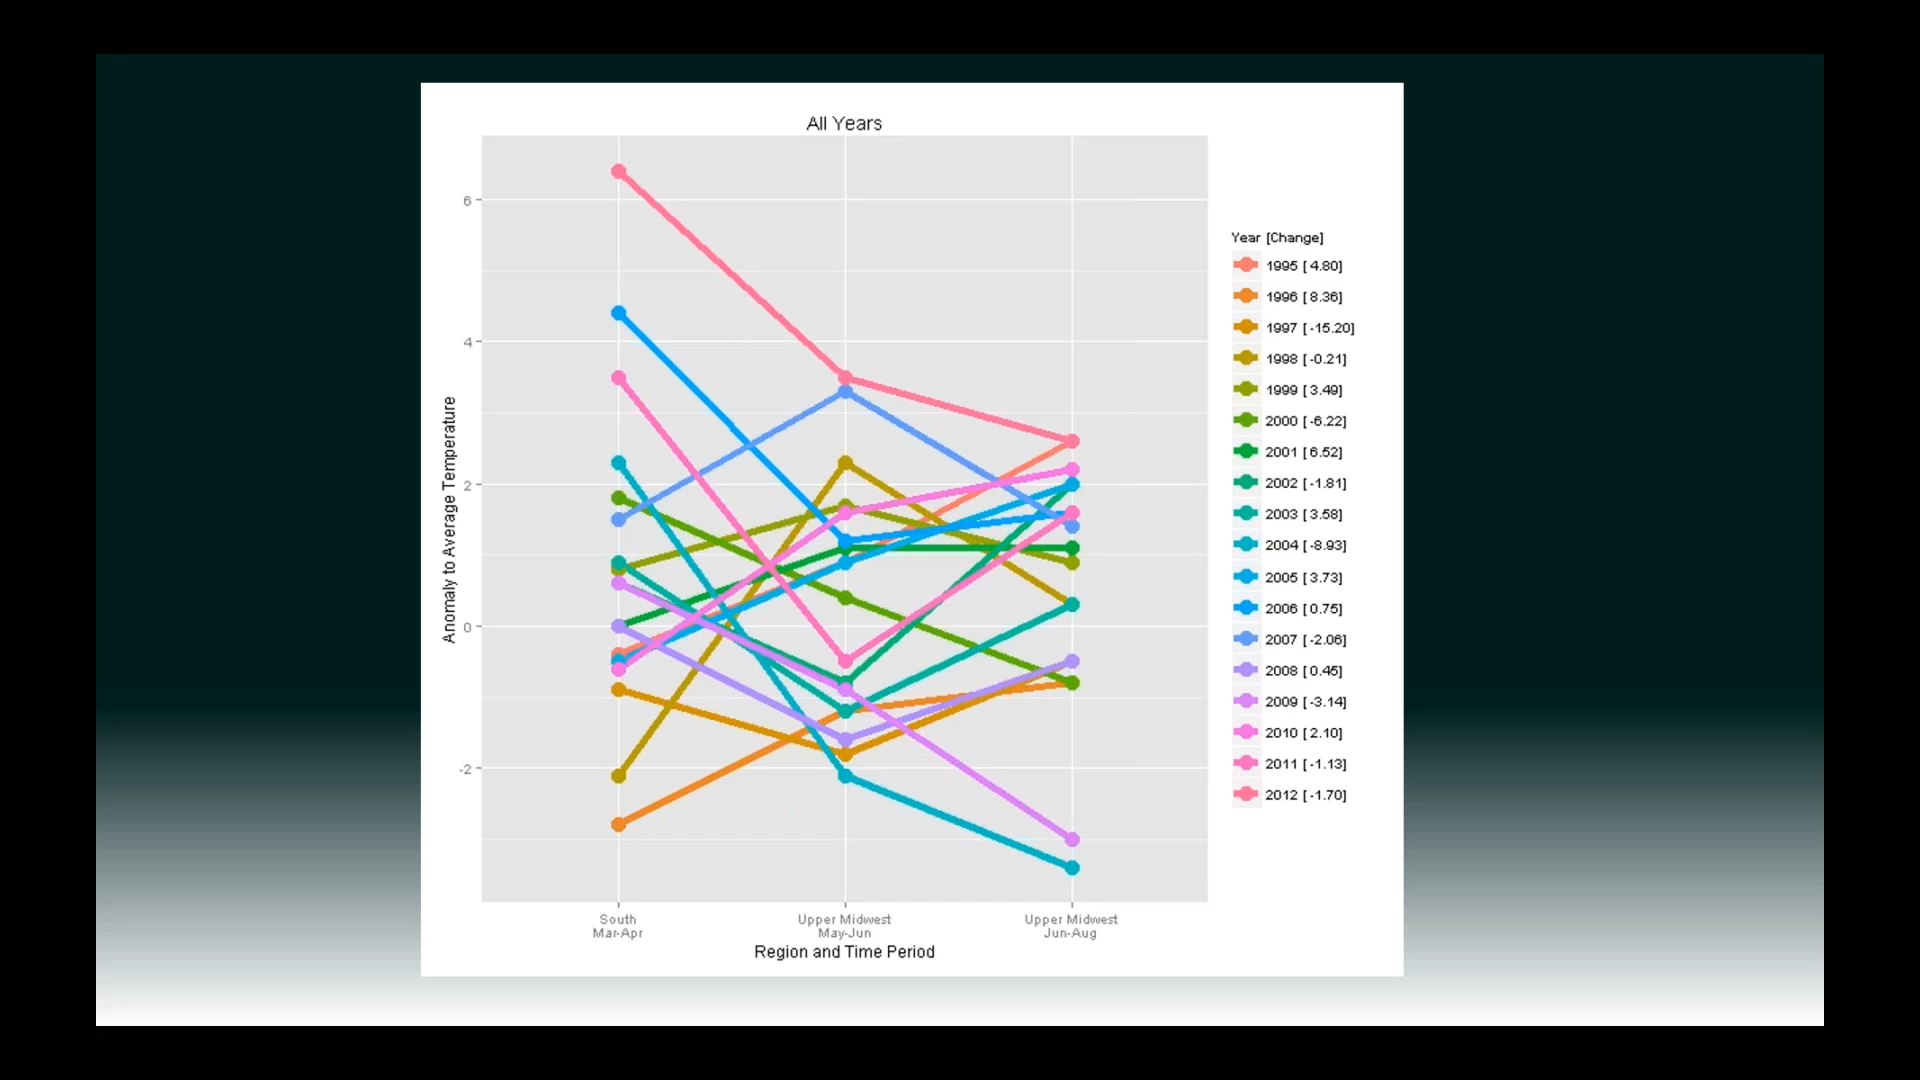 All Years
6
4
2
0
-2
Anomaly to Average Temperature
South
Mar-Apr
Upper Midwest
May-Jun
Upper Midwest
Jun-Aug
Region and Time Period
Year [Change]
1995 [ 4.80]
1996 [ 8.36]
1997 [ -15.20]
1998 [ -0.21]
1999 [ 3.49]
2000 [ -6.22]
2001 [ 6.52]
2002 [ -1.81]
2003 [ 3.58]
2004 [ -8.93]
2005 [ 3.73]
2006 [ 0.75]
2007 [ -2.06]
2008 [ 0.45]
2009 [ -3.14]
2010 [ 2.10]
2011 [ -1.13]
2012 [ -1.70]